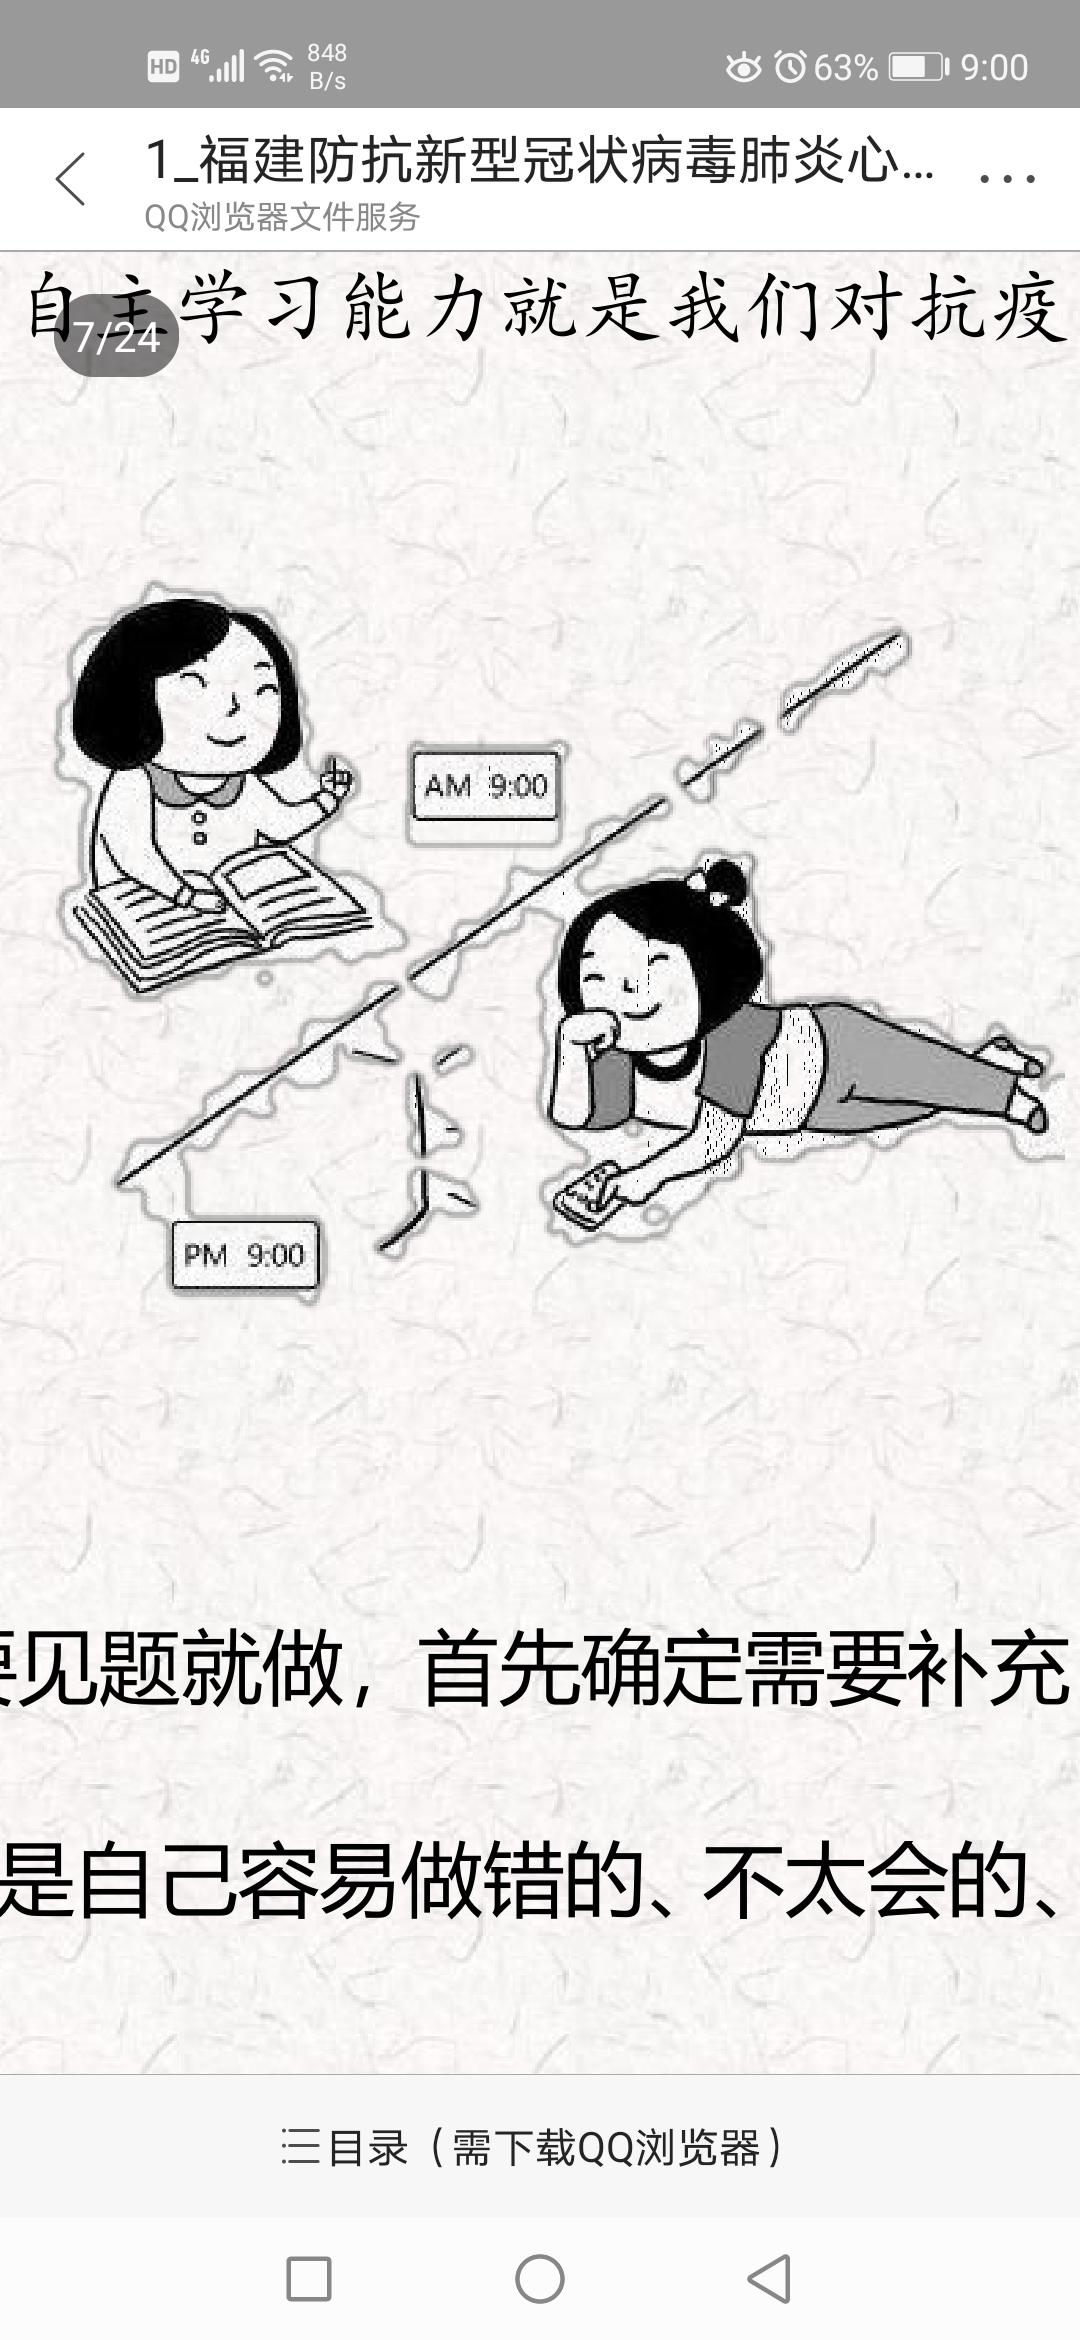 HD 4G 848 B/s 63% 9:00
1_福建防抗新型冠状病毒肺炎心...
QQ浏览器文件服务
自主学习能力就是我们对抗疫
7/24
AM 9:00
PM 9:00
要见题就做，首先确定需要补充
是自己容易做错的、不太会的、
目录（需下载QQ浏览器）